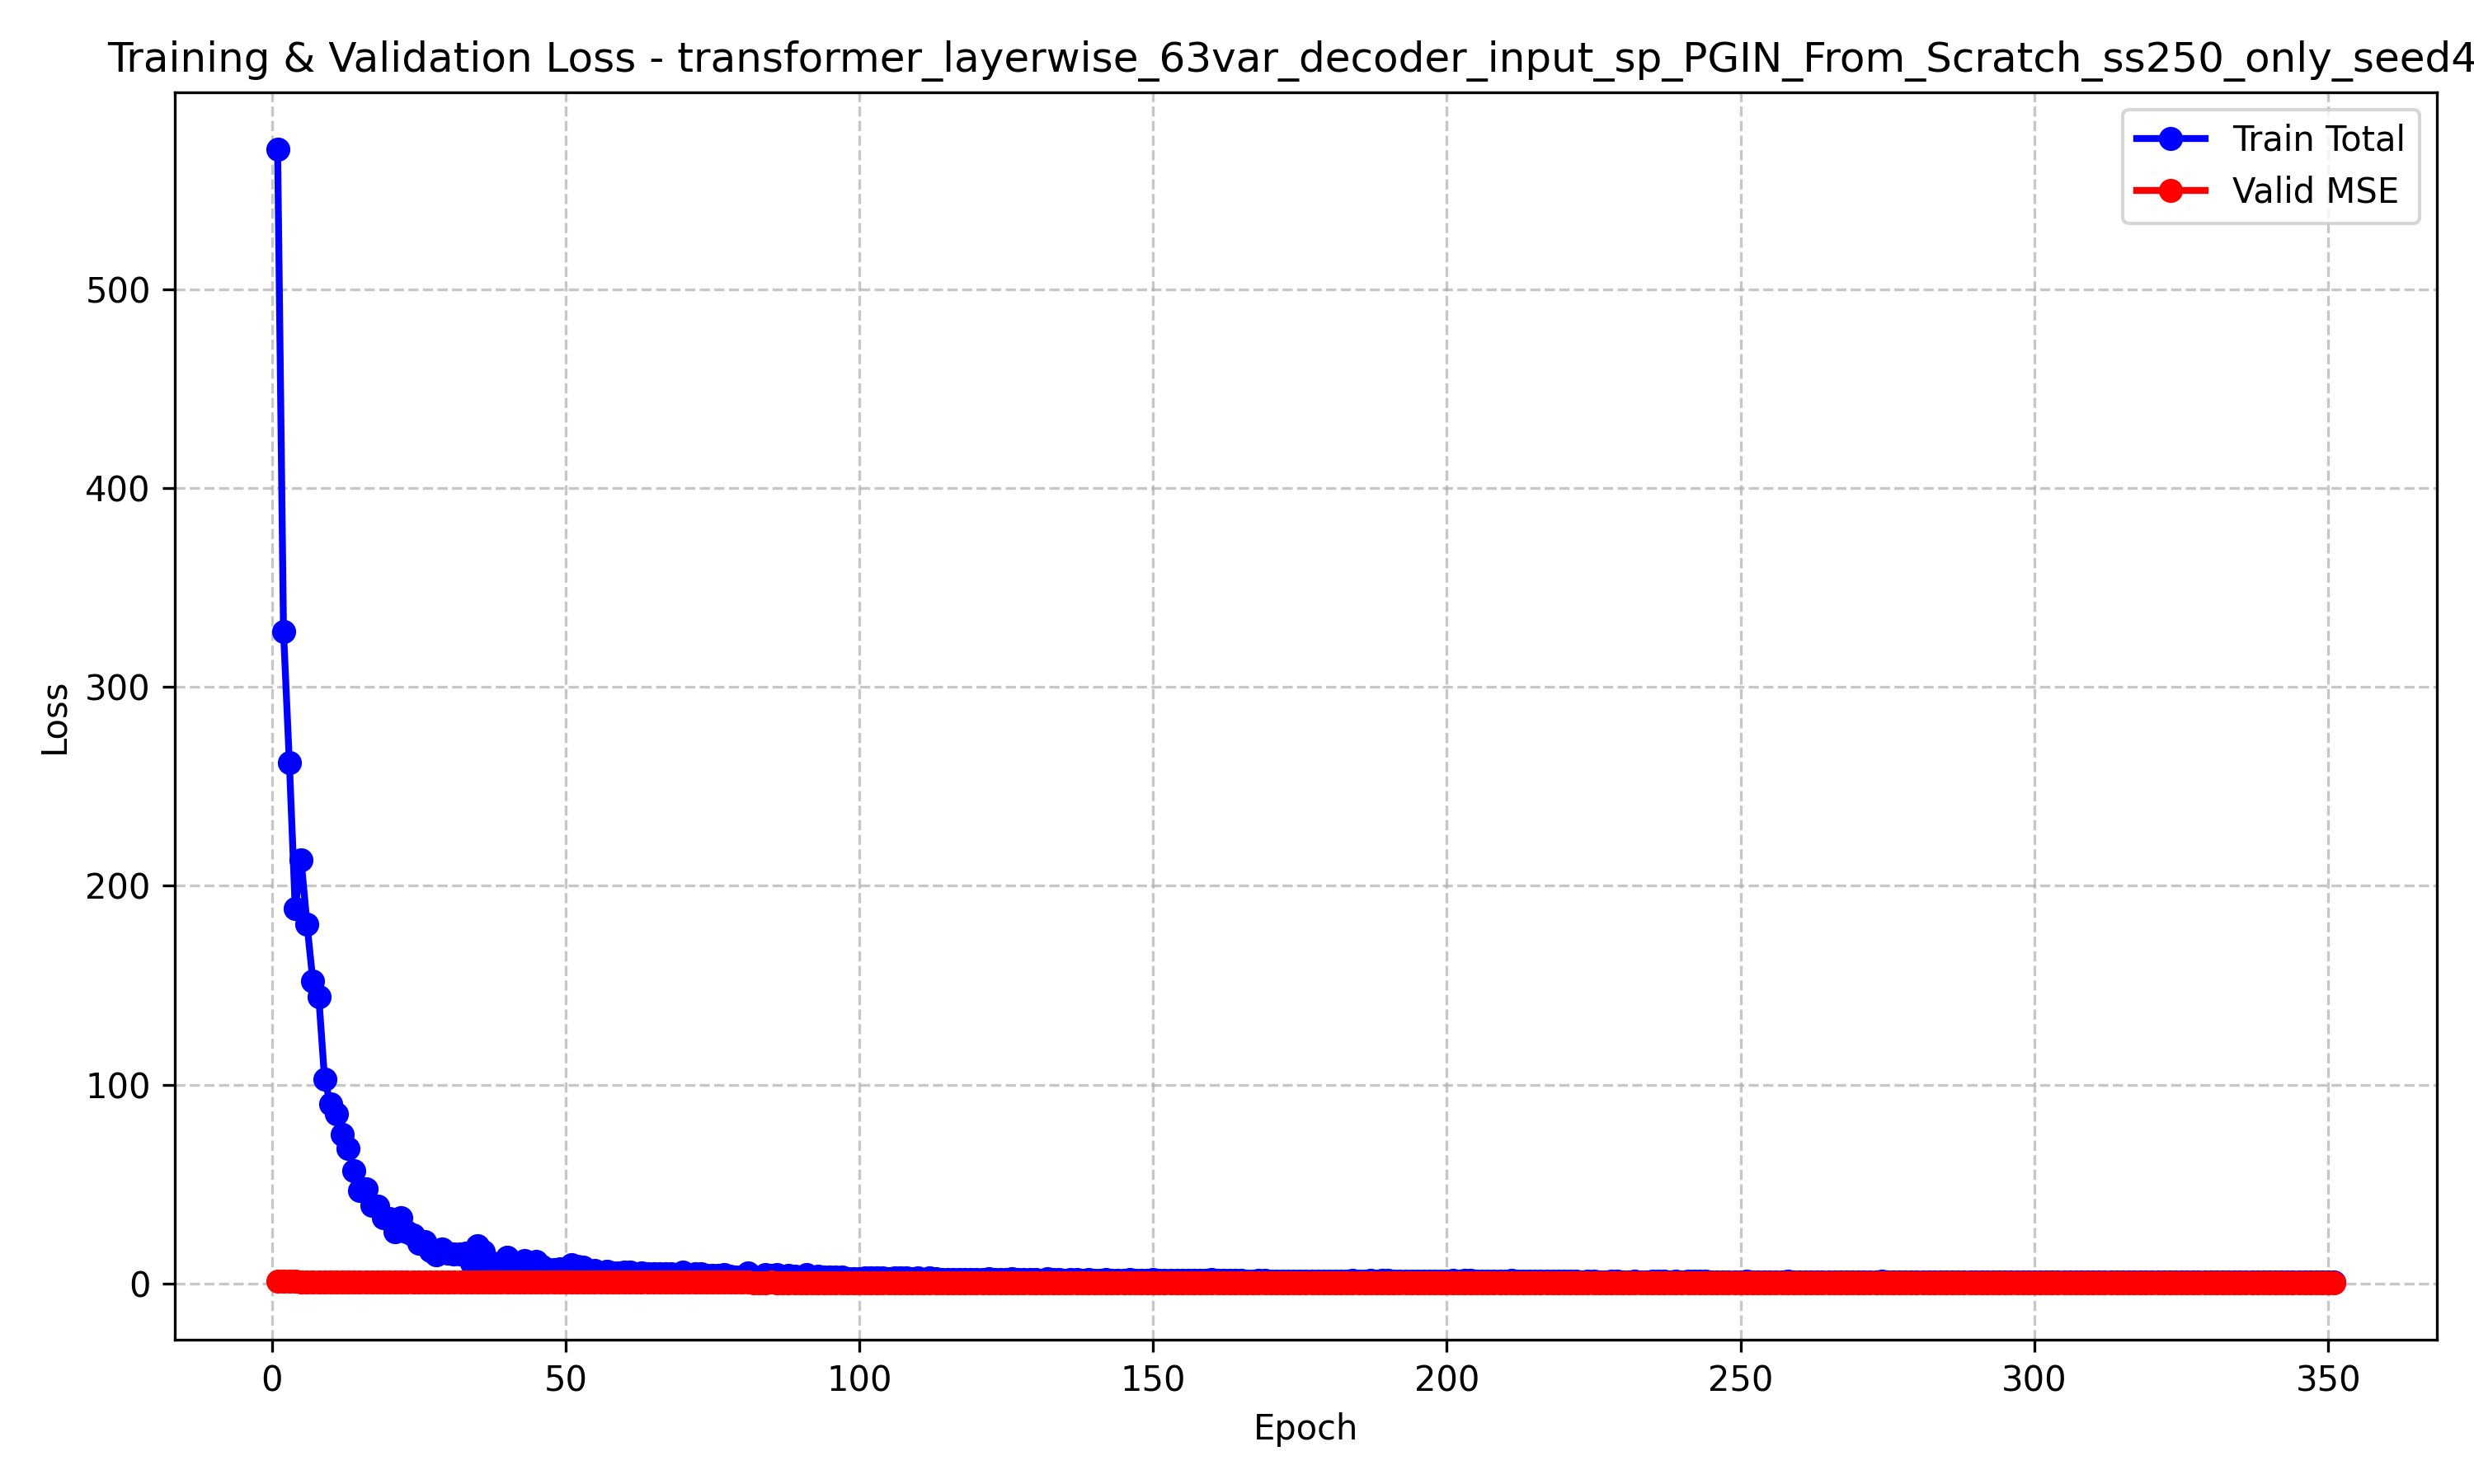 Training & Validation Loss - transformer_layerwise_63var_decoder_input_sp_PGIN_From_Scratch_ss250_only_seed4
Train Total
Valid MSE
500
400
300
200
100
0
Loss
0 50 100 150 200 250 300 350
Epoch